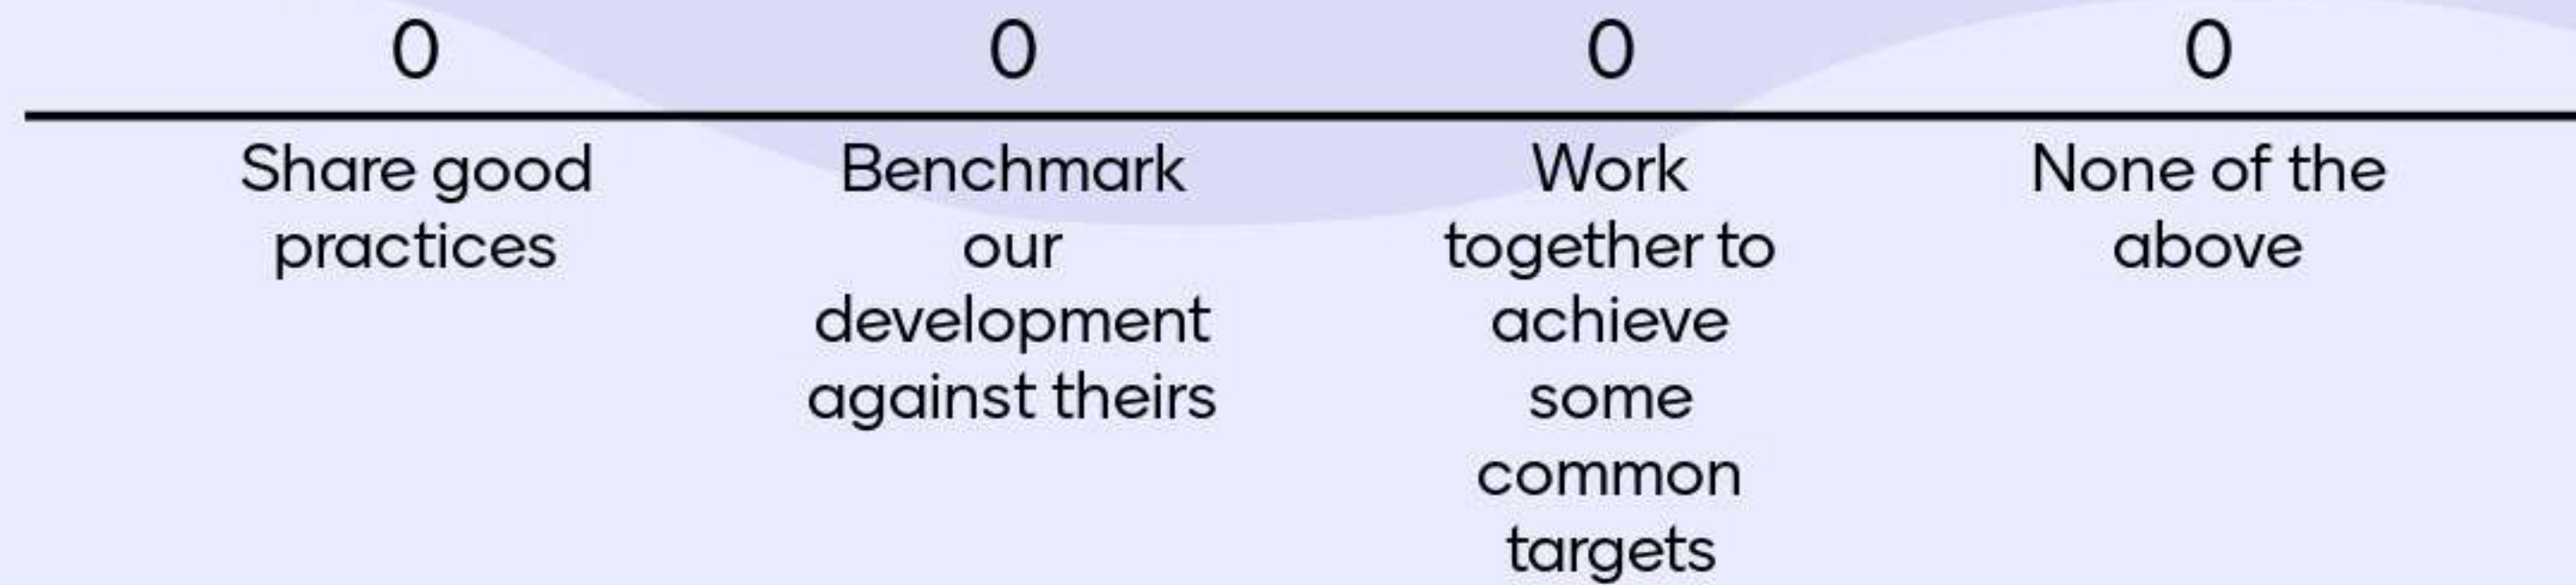 0 0 0 0
Share good
practices
Benchmark
our
development
against theirs
Work
together to
achieve
some
common
targets
None of the
above